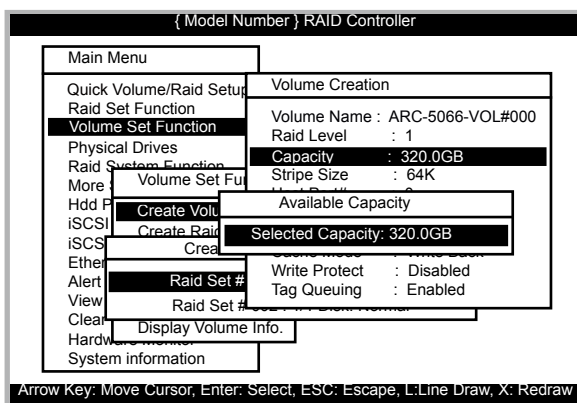 { Model Number } RAID Controller
Main Menu
Quick Volume/Raid Setup
Raid Set Function
Volume Set Function
Physical Drives
Raid System Function
More
Hdd P
iSCSI
iSCS
Ether
Alert
View
Clear
Hardware Monitor
System information
Volume Set Fu
Create Volu
Create Raid
Display Volume Info.
Crea
Raid Set #
Raid Set #
Disk: Normal
Volume Creation
Volume Name : ARC-5066-VOL#000
Raid Level : 1
Capacity : 320.0GB
Stripe Size : 64K
Available Capacity
Selected Capacity: 320.0GB
Cache Mode : Write Back
Write Protect : Disabled
Tag Queuing : Enabled
Arrow Key: Move Cursor, Enter: Select, ESC: Escape, L:Line Draw, X: Redraw